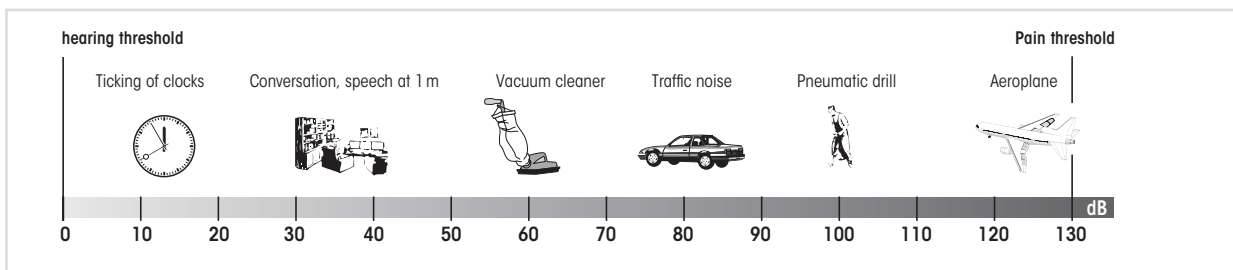 hearing threshold
Pain threshold
Ticking of clocks
Conversation, speech at 1 m
Vacuum cleaner
Traffic noise
Pneumatic drill
Aeroplane
dB
0 10 20 30 40 50 60 70 80 90 100 110 120 130